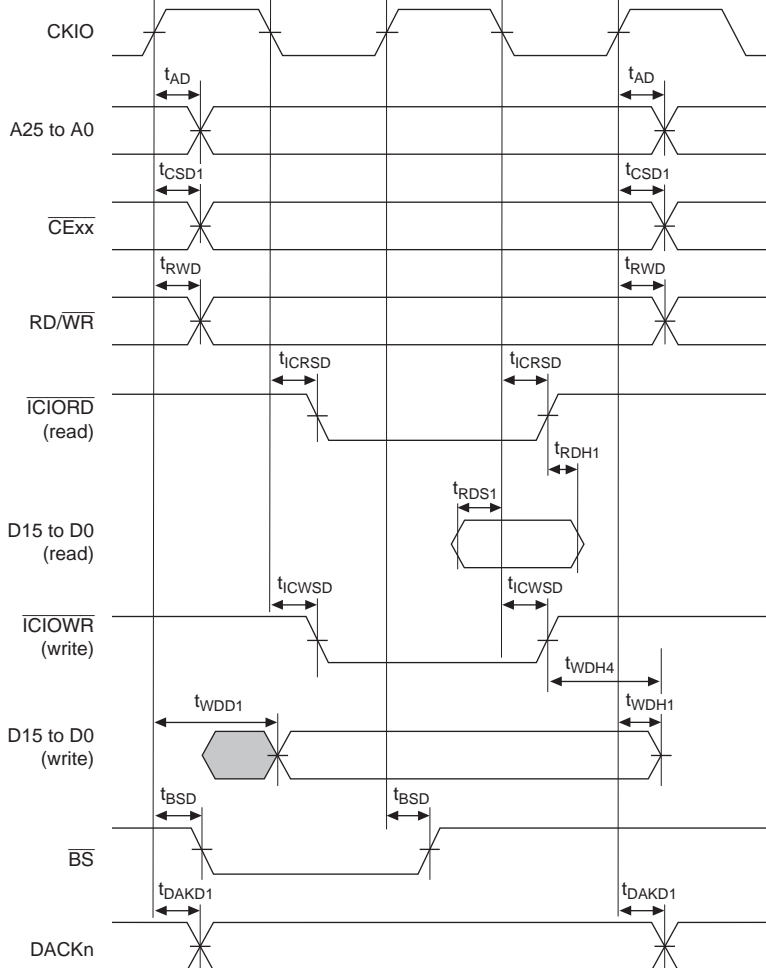 CKIO
tAD tAD
A25 to A0
tCSD1 tCSD1
CExx
tRWD tRWD
RD/WR
tICRSD tICRSD
ICIORD
(read)
tRDH1
tRDS1
D15 to D0
(read)
tICWSD tICWSD
ICIOWR
(write)
tWDH4
tWDD1 tWDH1
D15 to D0
(write)
tBSD tBSD
BS
tDAKD1 tDAKD1
DACKn